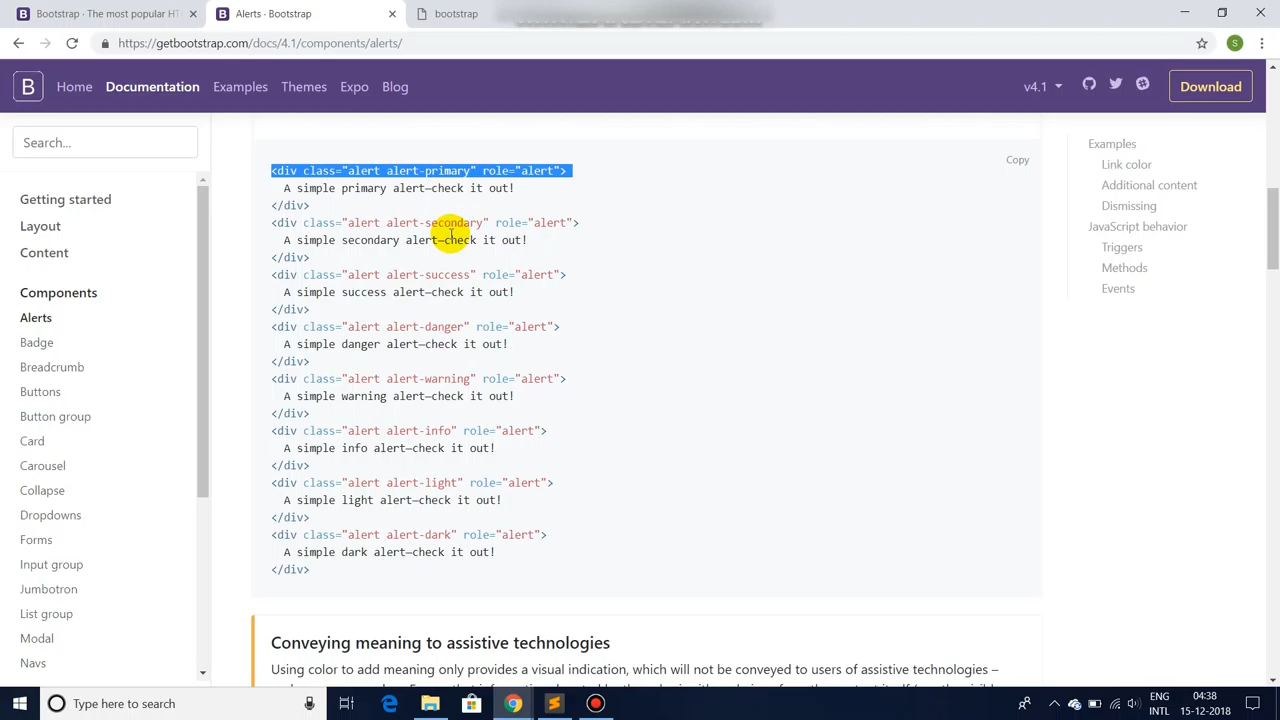 Bootstrap · The most popular HT
Alerts · Bootstrap
bootstrap
https://getbootstrap.com/docs/4.1/components/alerts/
S
B
Home
Documentation
Examples
Themes
Expo
Blog
v4.1
Download
Search...
Getting started
Layout
Content
Components
Alerts
Badge
Breadcrumb
Buttons
Button group
Card
Carousel
Collapse
Dropdowns
Forms
Input group
Jumbotron
List group
Modal
Navs
Copy
<div class="alert alert-primary" role="alert">
A simple primary alert—check it out!
</div>
<div class="alert alert-secondary" role="alert">
A simple secondary alert—check it out!
</div>
<div class="alert alert-success" role="alert">
A simple success alert—check it out!
</div>
<div class="alert alert-danger" role="alert">
A simple danger alert—check it out!
</div>
<div class="alert alert-warning" role="alert">
A simple warning alert—check it out!
</div>
<div class="alert alert-info" role="alert">
A simple info alert—check it out!
</div>
<div class="alert alert-light" role="alert">
A simple light alert—check it out!
</div>
<div class="alert alert-dark" role="alert">
A simple dark alert—check it out!
</div>
Conveying meaning to assistive technologies
Using color to add meaning only provides a visual indication, which will not be conveyed to users of assistive technologies –
Examples
Link color
Additional content
Dismissing
JavaScript behavior
Triggers
Methods
Events
Type here to search
ENG
INTL
04:38
15-12-2018